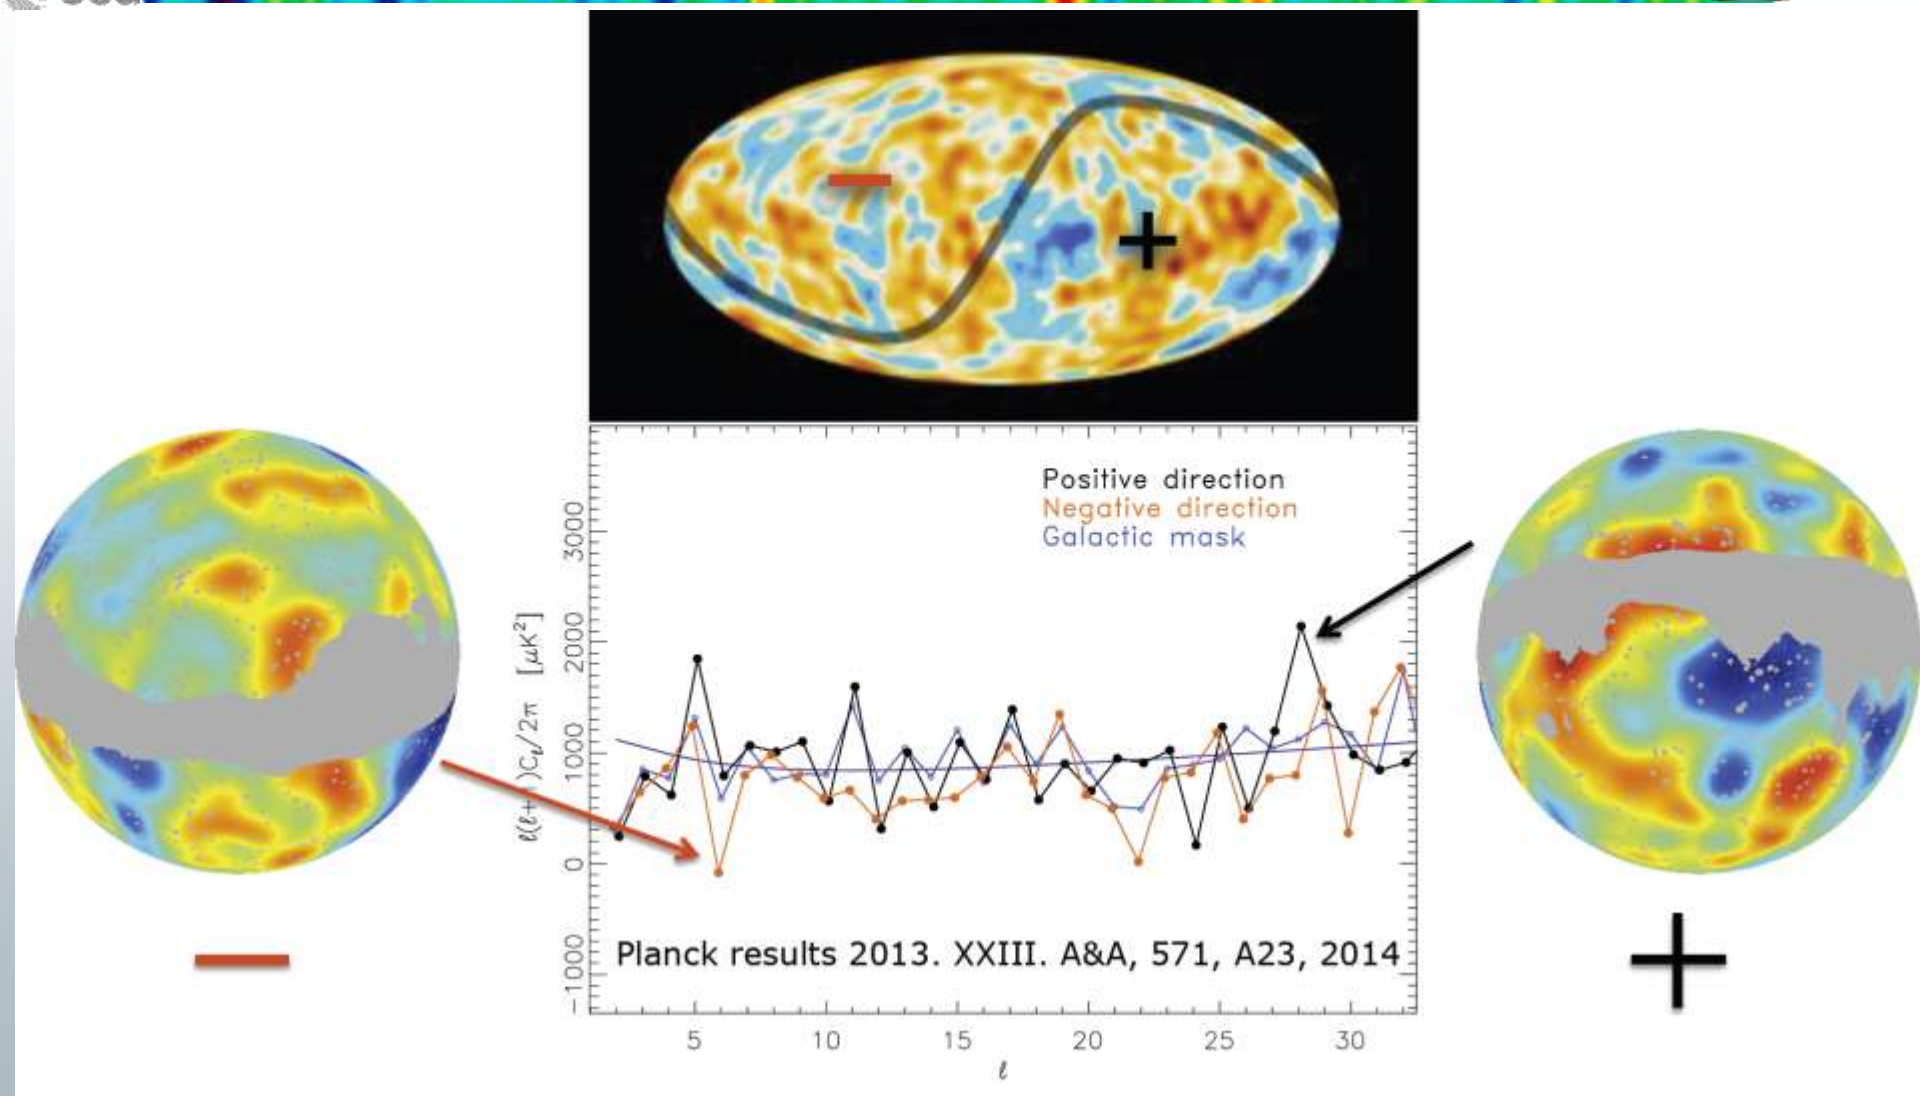 Positive direction
Negative direction
Galactic mask
3000
2000
1000
0
−1000
[μK²]
Planck results 2013. XXIII. A&A, 571, A23, 2014
5 10 15 20 25 30
ℓ
−
+
−
+